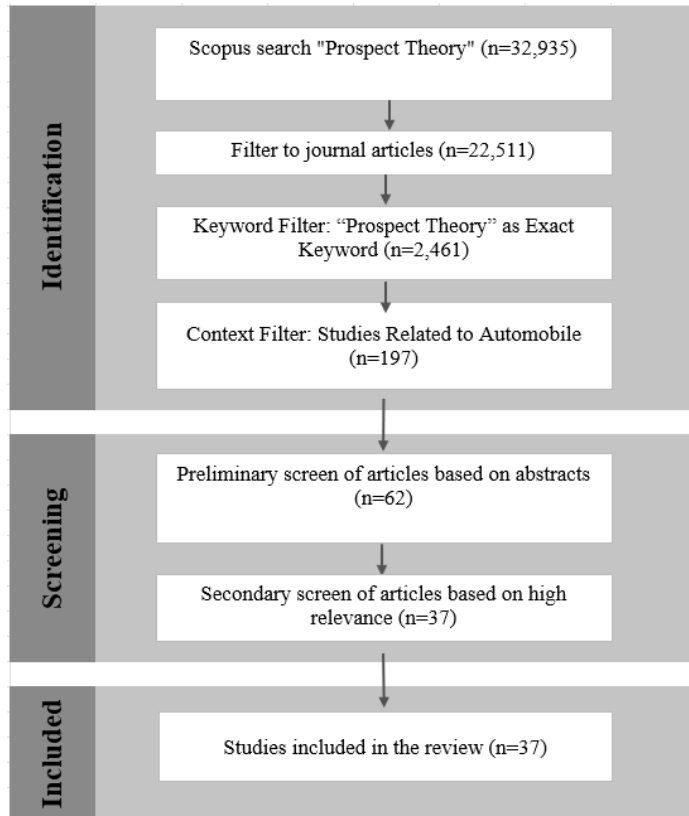 Identification
Scopus search "Prospect Theory" (n=32,935)
Filter to journal articles (n=22,511)
Keyword Filter: “Prospect Theory” as Exact
Keyword (n=2,461)
Context Filter: Studies Related to Automobile
(n=197)
Screening
Preliminary screen of articles based on abstracts
(n=62)
Secondary screen of articles based on high
relevance (n=37)
Included
Studies included in the review (n=37)